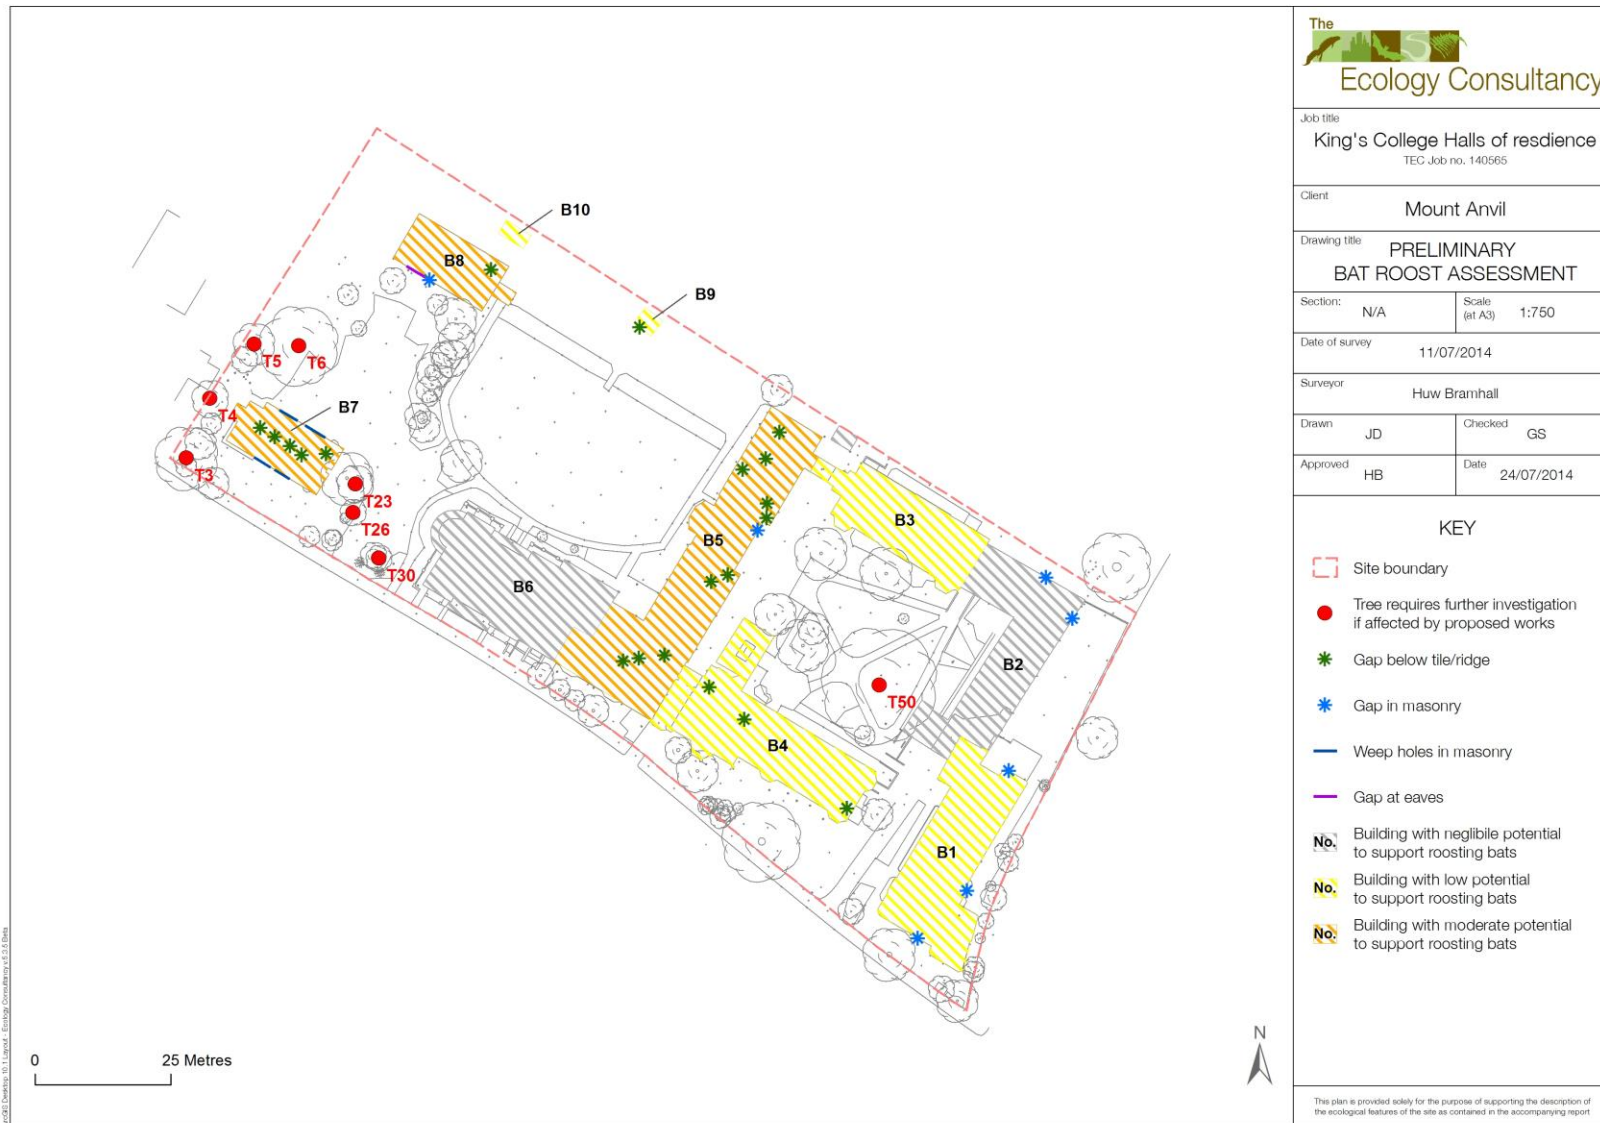 The
Ecology Consultancy
Job title
King's College Halls of resdience
TEC Job no. 140565
Client
Mount Anvil
Drawing title
PRELIMINARY
BAT ROOST ASSESSMENT
Section:
N/A
Scale
(at A3)
1:750
Date of survey
11/07/2014
Surveyor
Huw Bramhall
Drawn
JD
Checked
GS
Approved
HB
Date
24/07/2014
KEY
Site boundary
Tree requires further investigation
if affected by proposed works
Gap below tile/ridge
Gap in masonry
Weep holes in masonry
Gap at eaves
No.
Building with neglibile potential
to support roosting bats
No.
Building with low potential
to support roosting bats
No.
Building with moderate potential
to support roosting bats
This plan is provided solely for the purpose of supporting the description of
the ecological features of the site as contained in the accompanying report
B10
B8
B9
T5
T6
T4
B7
T3
T23
T26
T30
B6
B5
B3
B2
T50
B4
B1
N
0
25 Metres